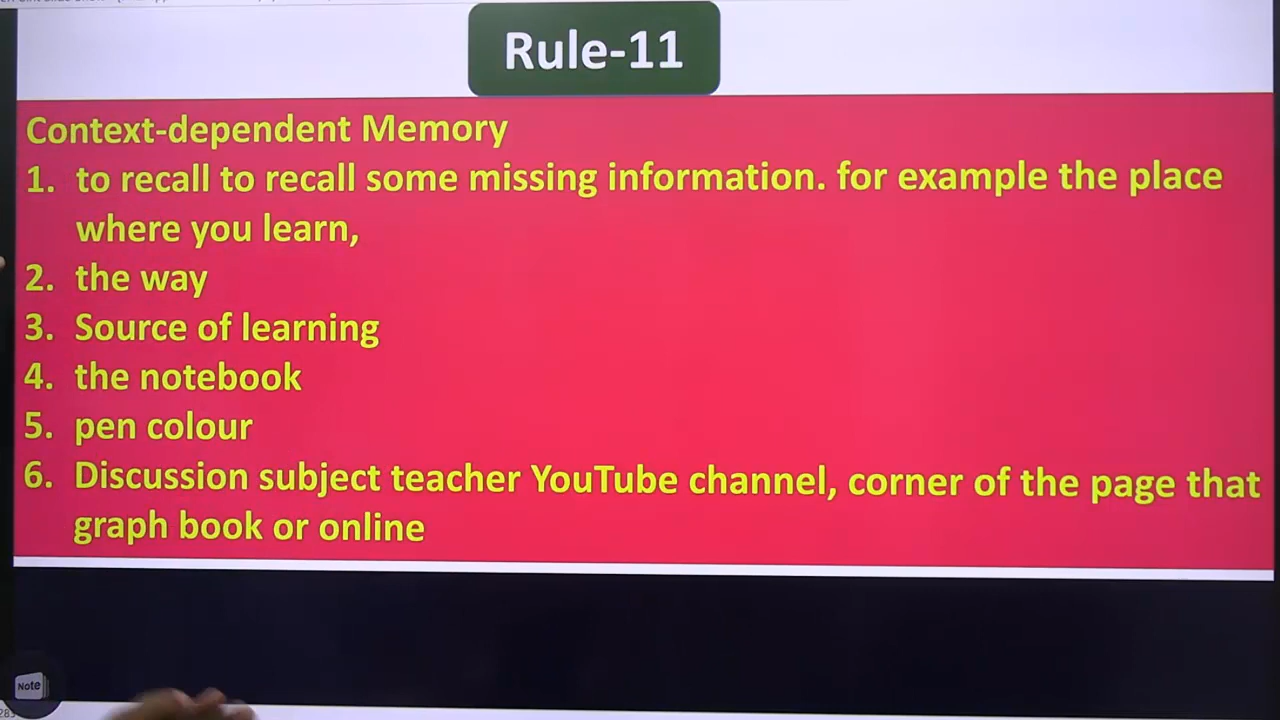 Rule-11
Context-dependent Memory
1. to recall to recall some missing information. for example the place
where you learn,
2. the way
3. Source of learning
4. the notebook
5. pen colour
6. Discussion subject teacher YouTube channel, corner of the page that
graph book or online
Note